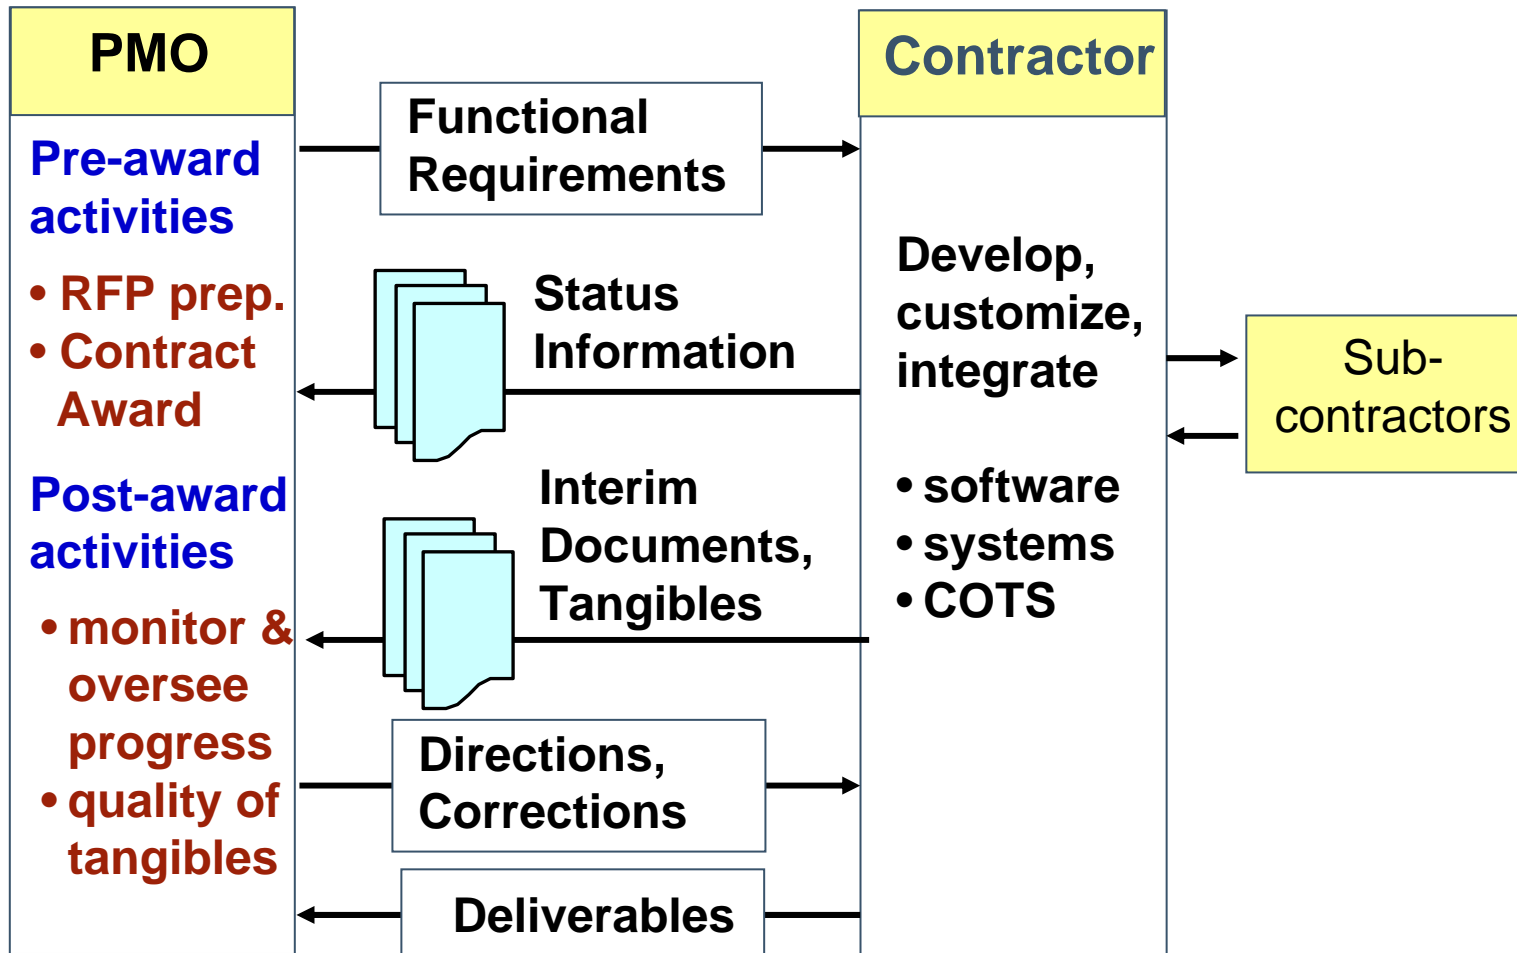 PMO
Pre-award
activities
• RFP prep.
• Contract
Award
Post-award
activities
• monitor &
oversee
progress
• quality of
tangibles
Functional
Requirements
Status
Information
Interim
Documents,
Tangibles
Directions,
Corrections
Deliverables
Contractor
Develop,
customize,
integrate
• software
• systems
• COTS
Sub-
contractors